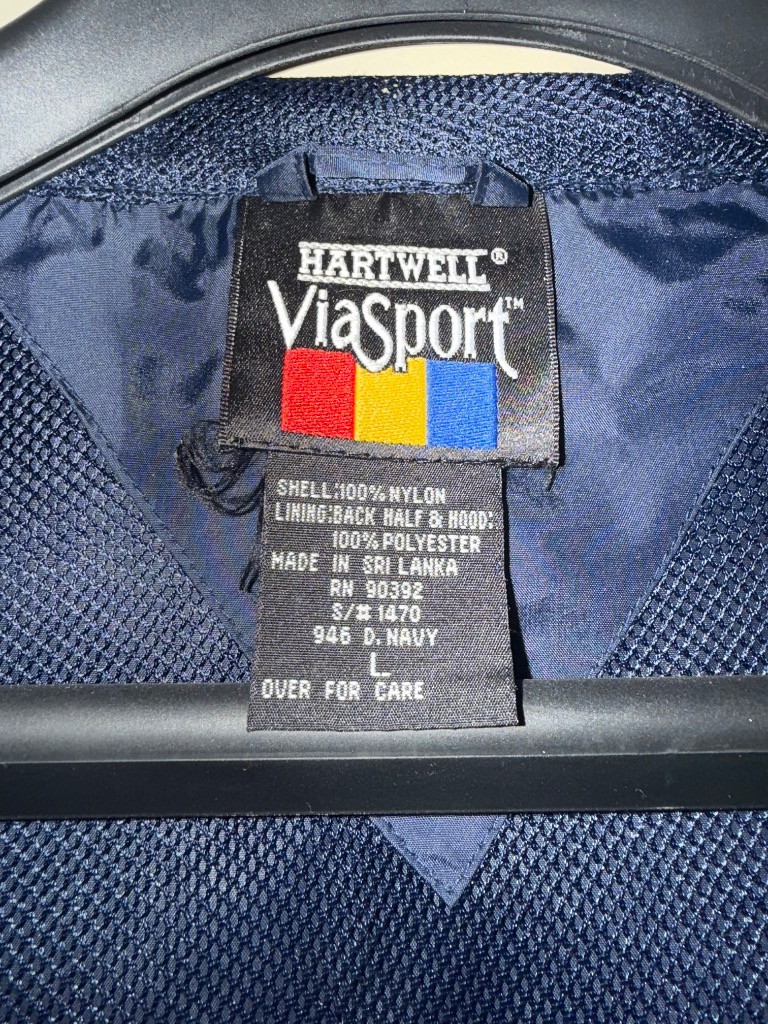 HARTWELL®
ViaSport™
SHELL:100% NYLON
LINING:BACK HALF & HOOD:
100% POLYESTER
MADE IN SRI LANKA
RN 90392
S/# 1470
946 D. NAVY
L
OVER FOR CARE